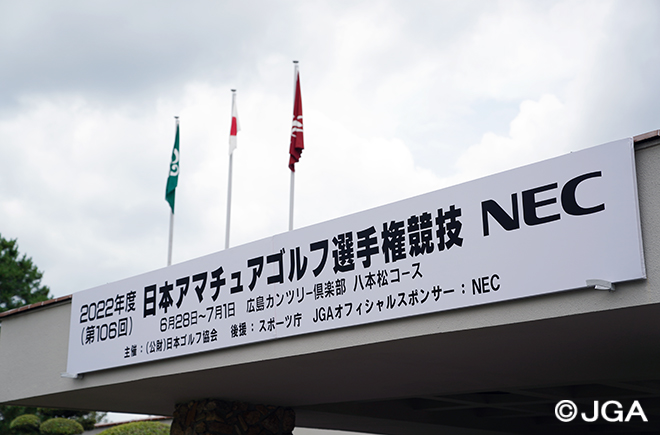 2022年度
(第106回)
日本アマチュアゴルフ選手権競技
NEC
6月28日～7月1日 広島カンツリー倶楽部 八本松コース
主催：(公財)日本ゴルフ協会 後援：スポーツ庁 JGAオフィシャルスポンサー：NEC
©JGA